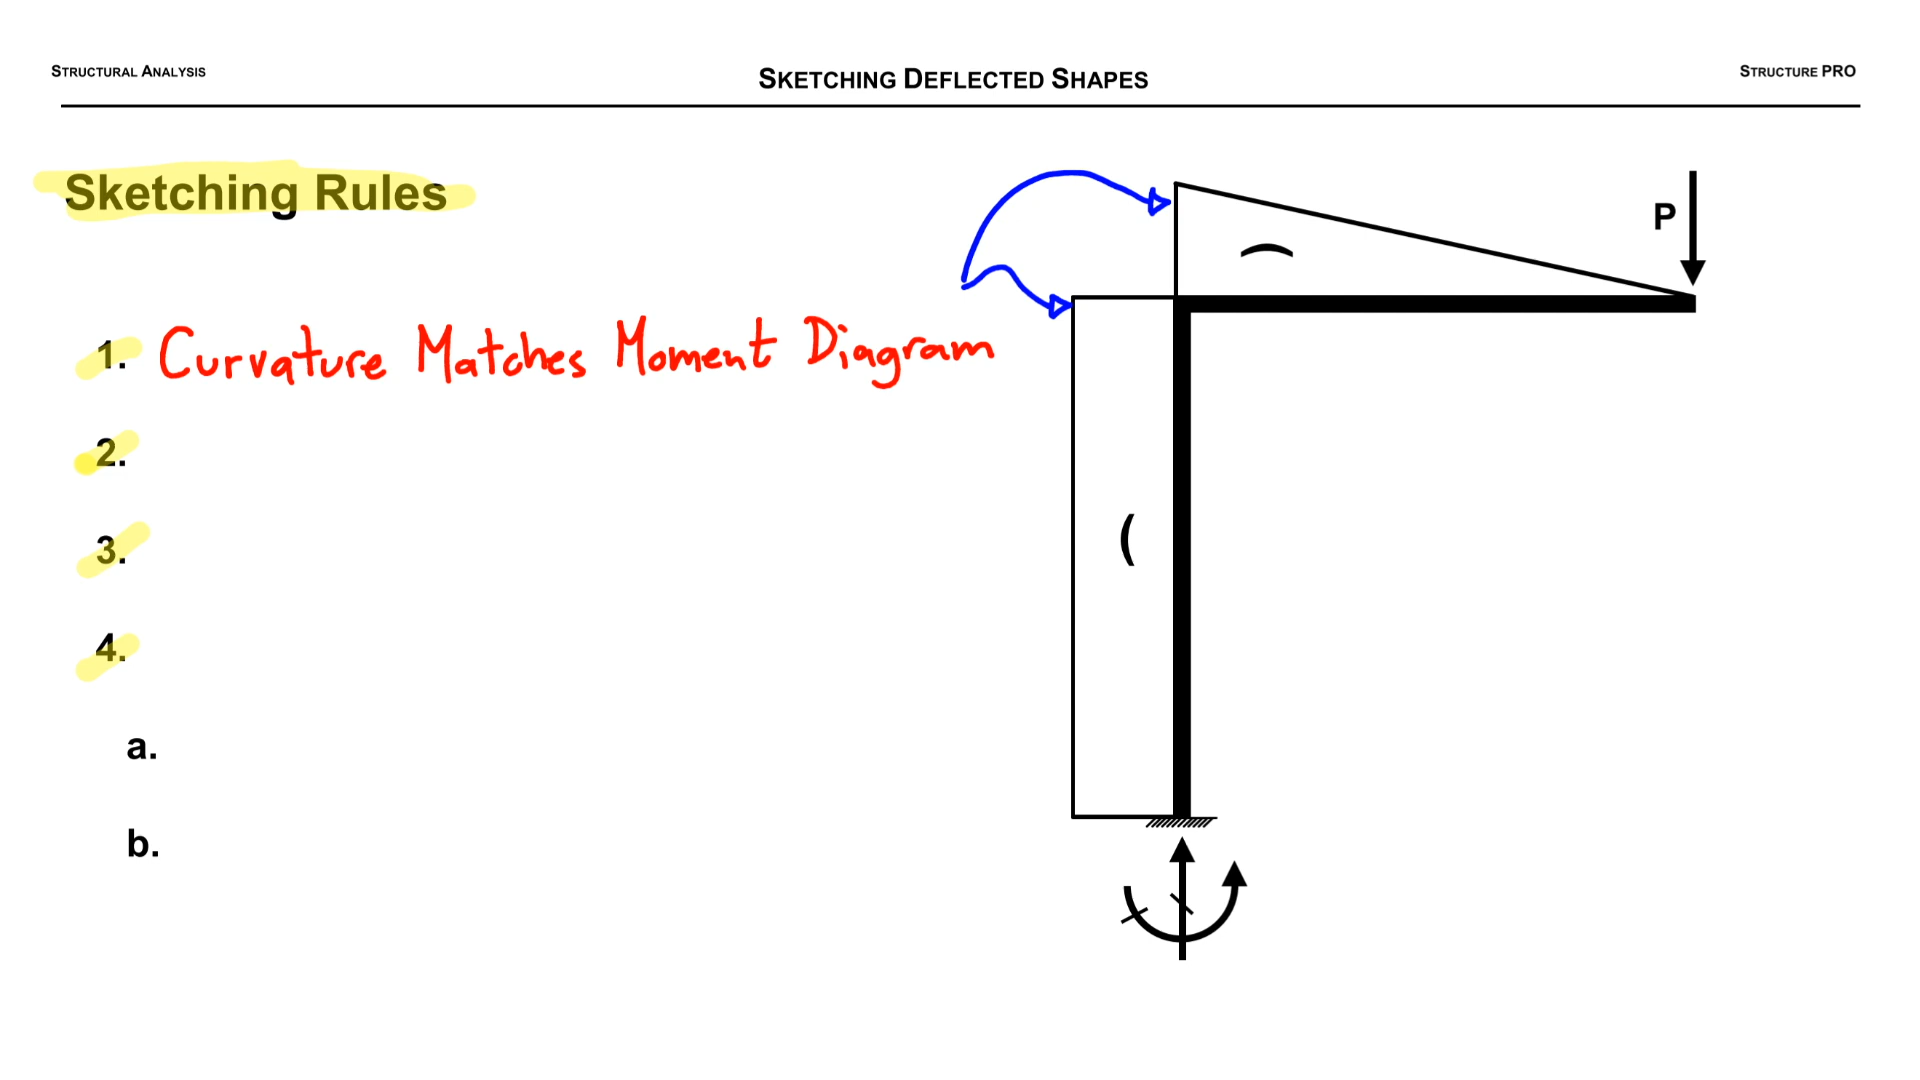 STRUCTURAL ANALYSIS
SKETCHING DEFLECTED SHAPES
STRUCTURE PRO
Sketching Rules
P
1. Curvature Matches Moment Diagram
2.
3.
4.
a.
b.